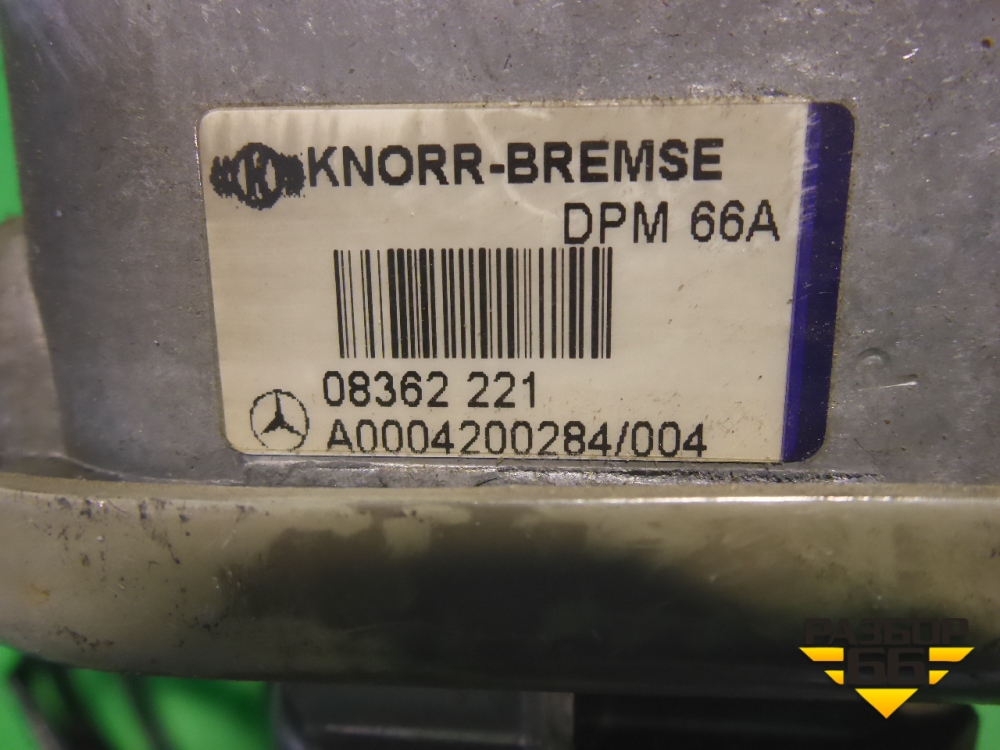 K KNORR-BREMSE
DPM 66A
08362 221
A0004200284/004
РАЗБОР
66